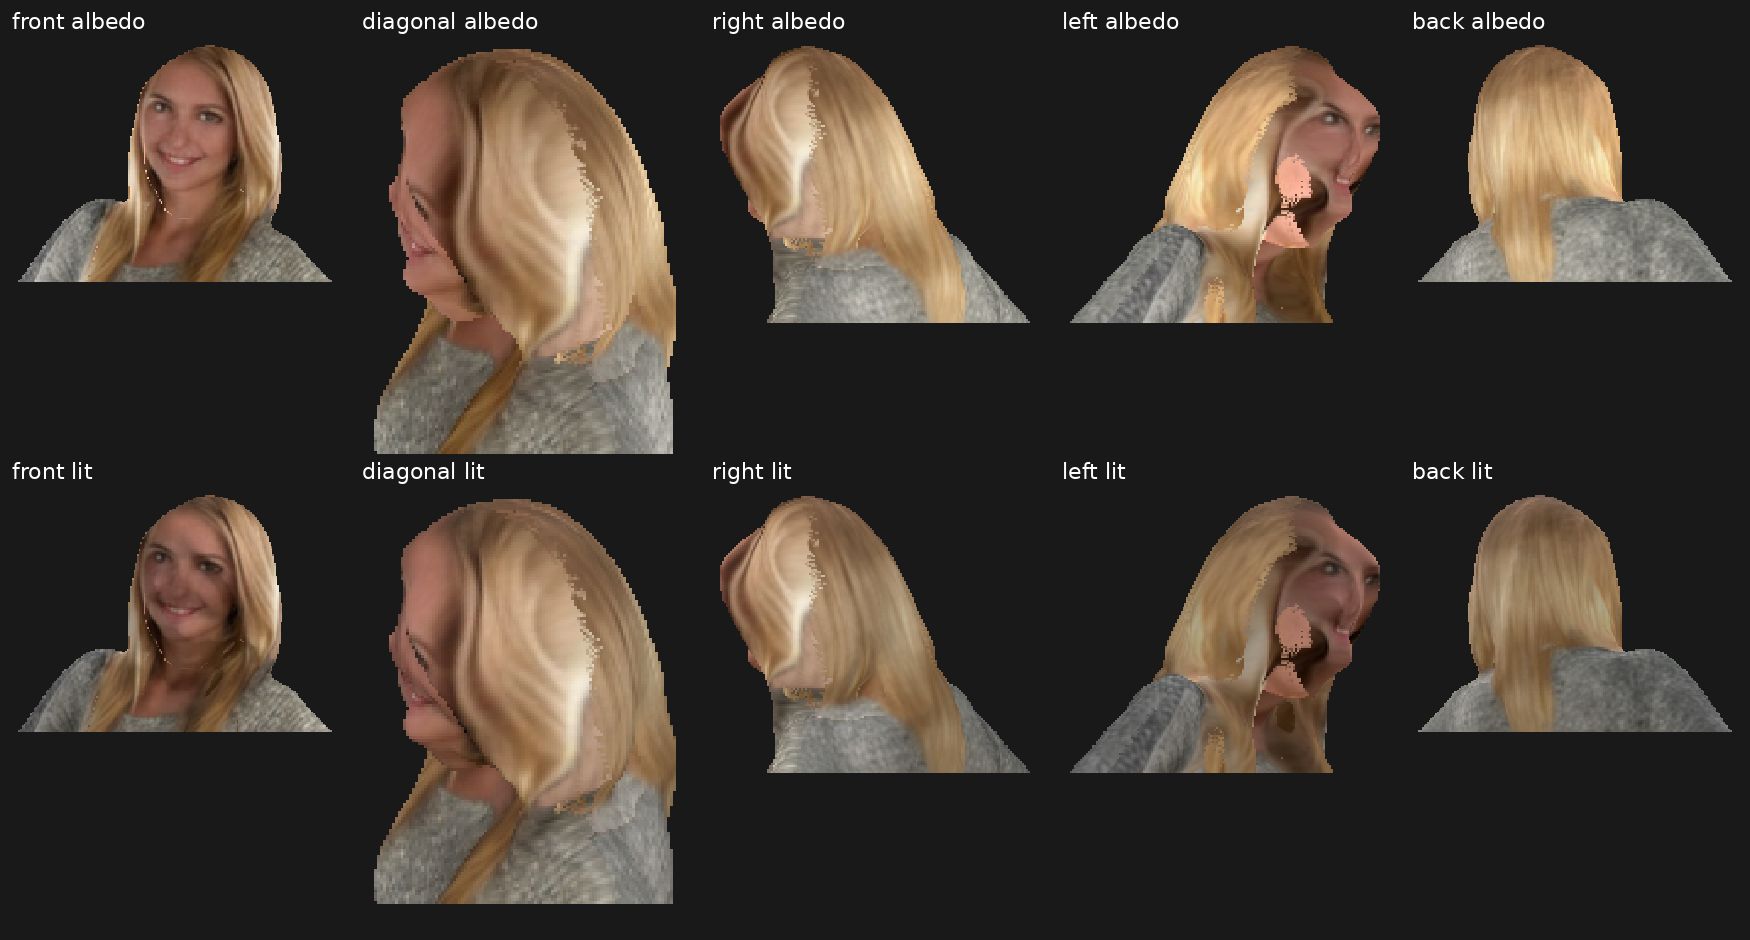 front albedo
diagonal albedo
right albedo
left albedo
back albedo
front lit
diagonal lit
right lit
left lit
back lit